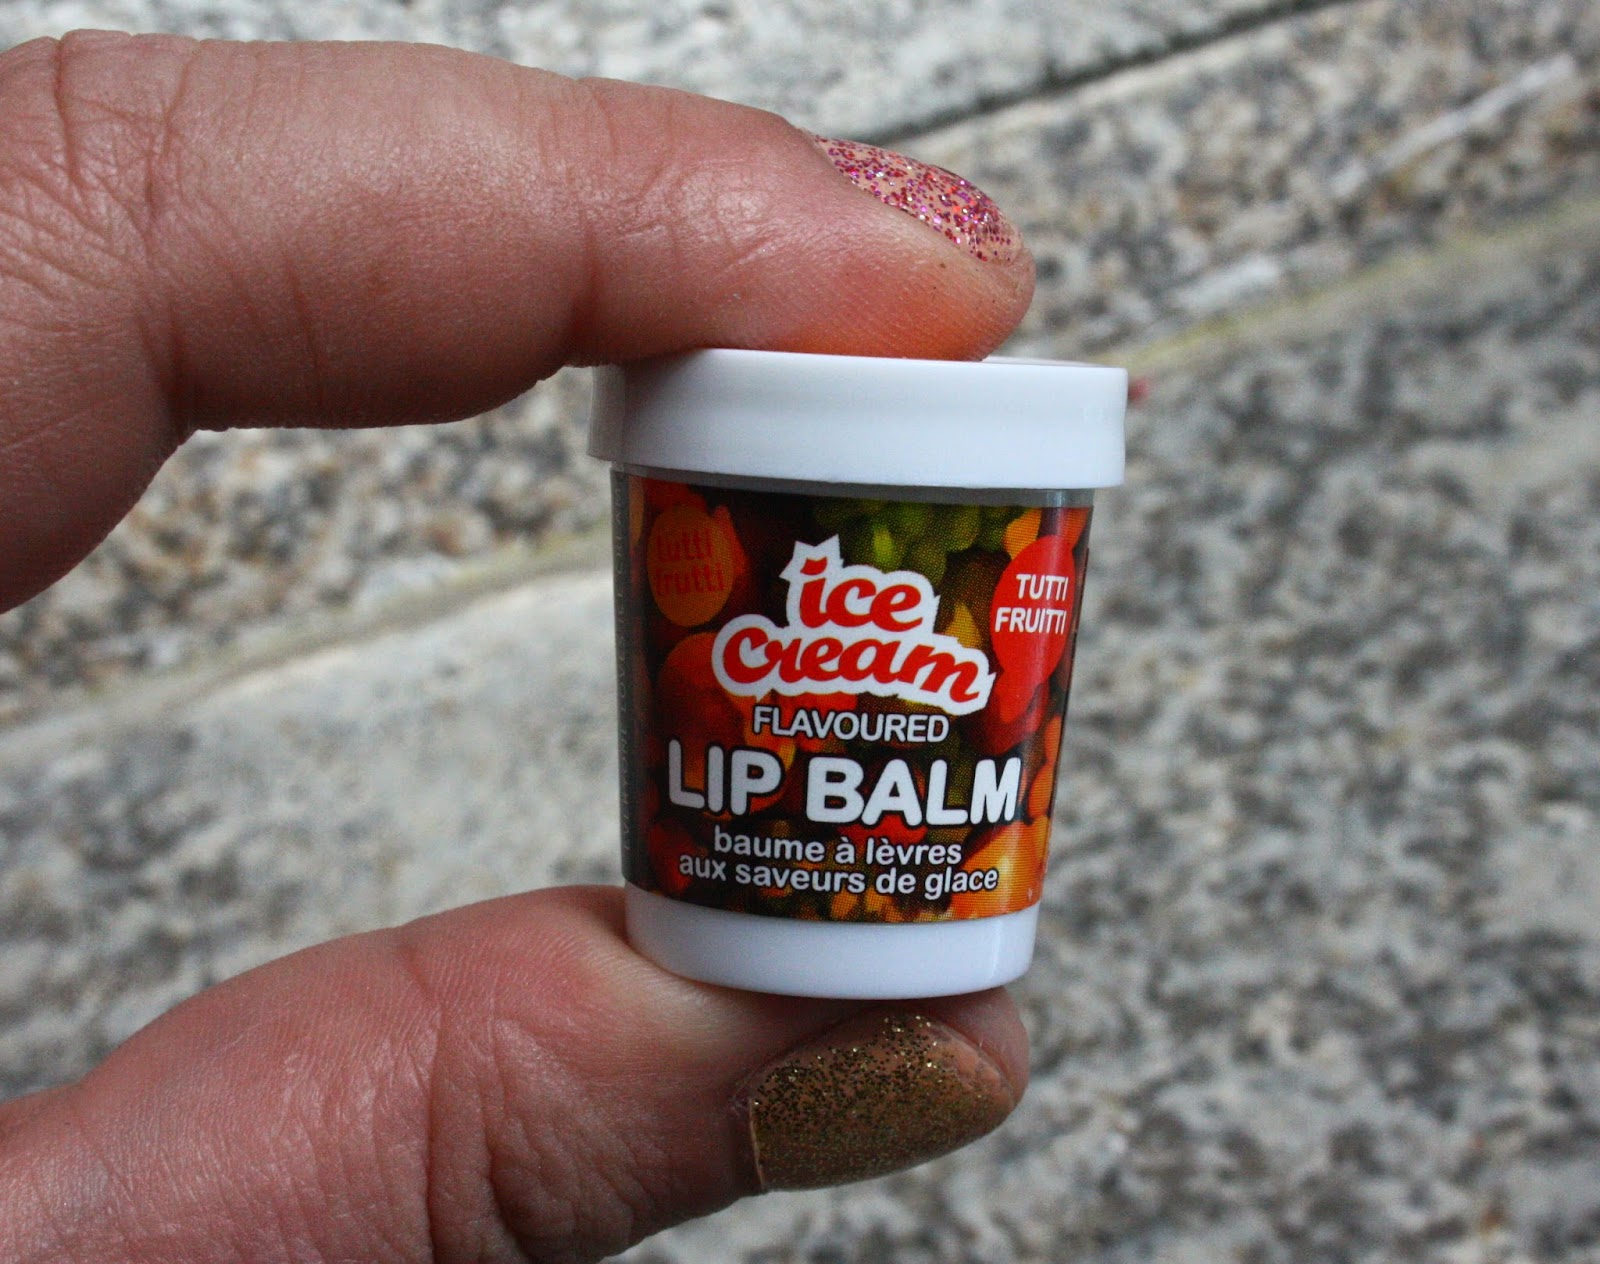 tutti
frutti
ice
cream
TUTTI
FRUITTI
FLAVOURED
LIP BALM
baume à lèvres
aux saveurs de glace